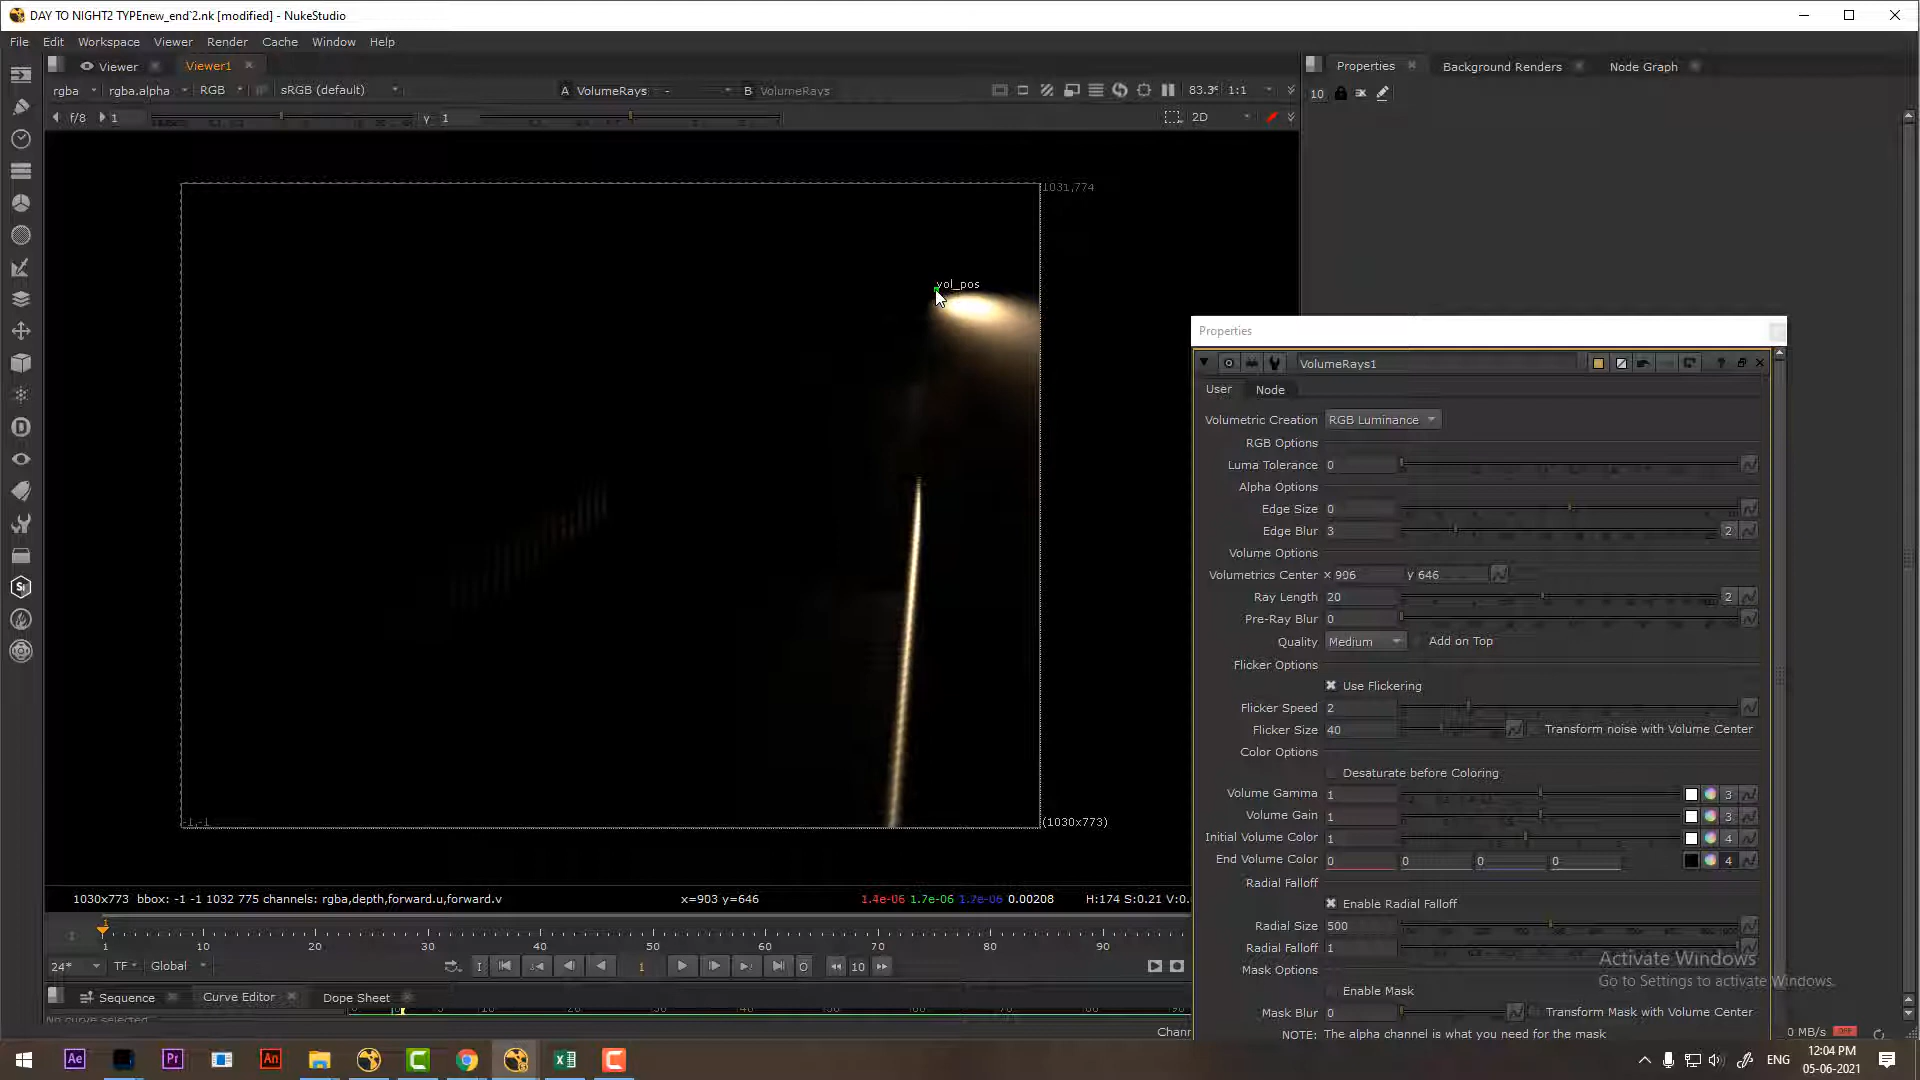 DAY TO NIGHT2 TYPEnew_end`2.nk [modified] - NukeStudio
File Edit Workspace Viewer Render Cache Window Help
Viewer Viewer1
Properties Background Renders Node Graph
rgba rgba.alpha RGB sRGB (default) A VolumeRays - B VolumeRays 83.3% 1:1
10
f/8 1 y 1 2D
1031,774
vol_pos
-1,-1
(1030x773)
Properties
VolumeRays1
User Node
Volumetric Creation RGB Luminance
RGB Options
Luma Tolerance 0
Alpha Options
Edge Size 0
Edge Blur 3 2
Volume Options
Volumetrics Center x 906 y 646
Ray Length 20 2
Pre-Ray Blur 0
Quality Medium Add on Top
Flicker Options
Use Flickering
Flicker Speed 2
Flicker Size 40 Transform noise with Volume Center
Color Options
Desaturate before Coloring
Volume Gamma 1 3
Volume Gain 1 3
Initial Volume Color 1 4
End Volume Color 0 0 0 0 4
Radial Falloff
Enable Radial Falloff
Radial Size 500
Radial Falloff 1
Mask Options
Enable Mask
Mask Blur 0 Transform Mask with Volume Center
NOTE: The alpha channel is what you need for the mask
Activate Windows
Go to Settings to activate Windows.
1030x773 bbox: -1 -1 1032 775 channels: rgba,depth,forward.u,forward.v x=903 y=646 1.4e-06 1.7e-06 1.7e-06 0.00208 H:174 S:0.21 V:0.
1
1 10 20 30 40 50 60 70 80 90
24* TF Global I 1 O 10
Sequence Curve Editor Dope Sheet
No curve selected
Chann
0 MB/s
Ae Pr An
ENG
12:04 PM
05-06-2021